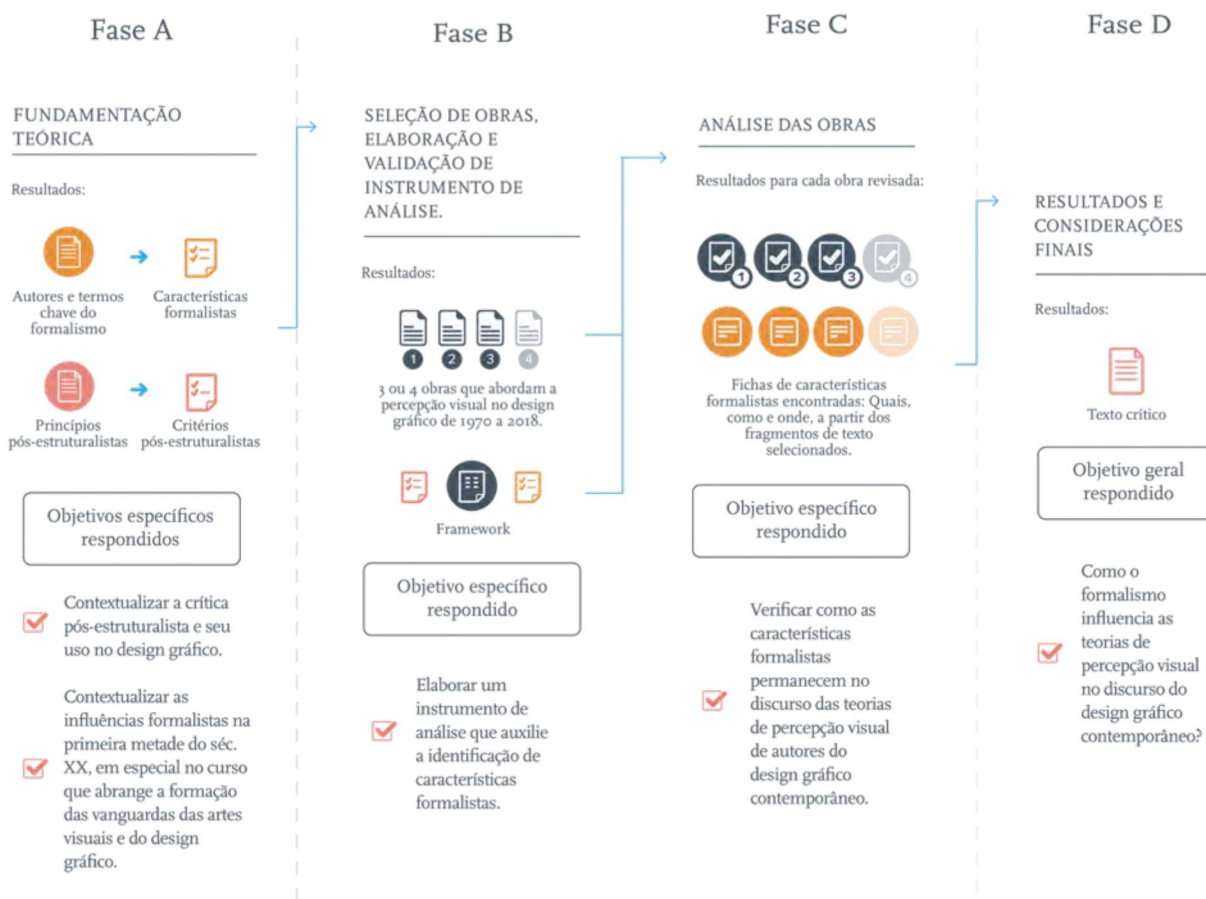 Fase A
FUNDAMENTAÇÃO
TEÓRICA
Resultados:
Autores e termos
chave do
formalismo
Características
formalistas
Princípios
pós-estruturalistas
Critérios
pós-estruturalistas
Objetivos específicos
respondidos
Contextualizar a crítica
pós-estruturalista e seu
uso no design gráfico.
Contextualizar as
influências formalistas na
primeira metade do séc.
XX, em especial no curso
que abrange a formação
das vanguardas das artes
visuais e do design
gráfico.
Fase B
SELEÇÃO DE OBRAS,
ELABORAÇÃO E
VALIDAÇÃO DE
INSTRUMENTO DE
ANÁLISE.
Resultados:
1 2 3 4
3 ou 4 obras que abordam a
percepção visual no design
gráfico de 1970 a 2018.
Framework
Objetivo específico
respondido
Elaborar um
instrumento de
análise que auxilie
a identificação de
características
formalistas.
Fase C
ANÁLISE DAS OBRAS
Resultados para cada obra revisada:
1 2 3 4
Fichas de características
formalistas encontradas: Quais,
como e onde, a partir dos
fragmentos de texto
selecionados.
Objetivo específico
respondido
Verificar como as
características
formalistas
permanecem no
discurso das teorias
de percepção visual
de autores do
design gráfico
contemporâneo.
Fase D
RESULTADOS E
CONSIDERAÇÕES
FINAIS
Resultados:
Texto crítico
Objetivo geral
respondido
Como o
formalismo
influencia as
teorias de
percepção visual
no discurso do
design gráfico
contemporâneo?